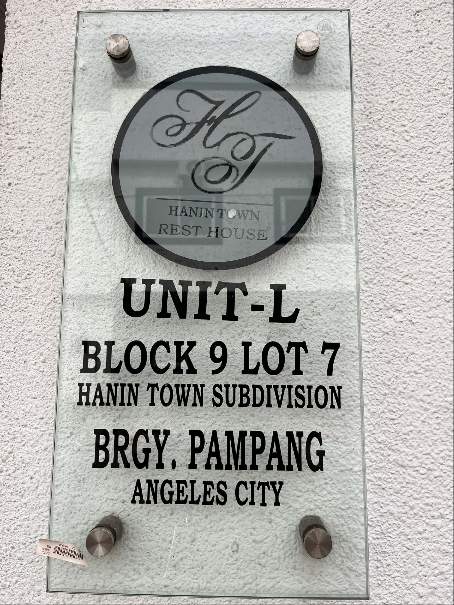 HT
HANIN TOWN
REST HOUSE
UNIT-L
BLOCK 9 LOT 7
HANIN TOWN SUBDIVISION
BRGY. PAMPANG
ANGELES CITY